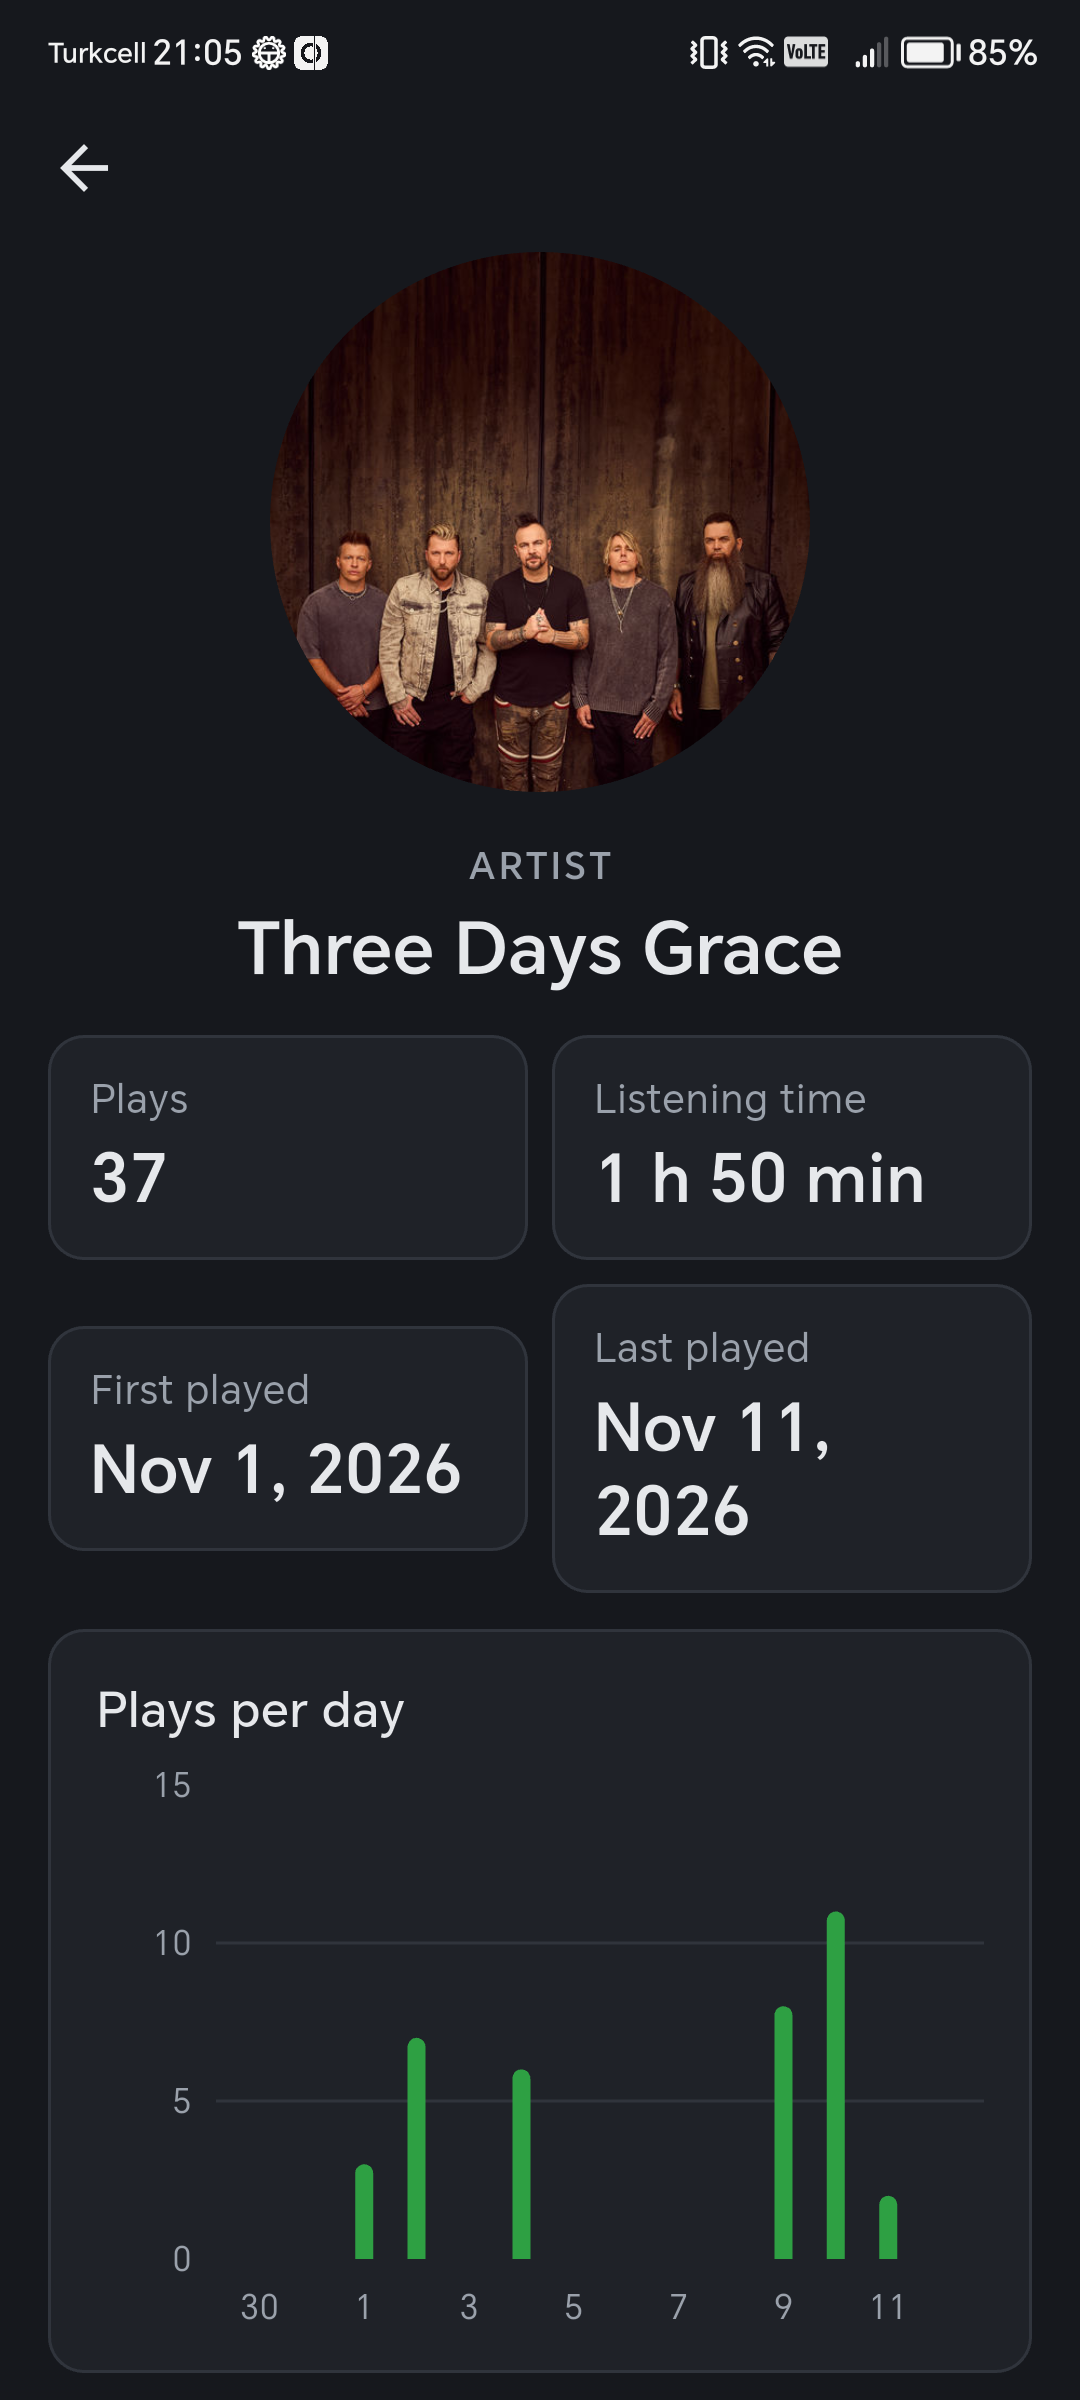 Turkcell 21:05 VoLTE 85%
ARTIST
Three Days Grace
Plays
37
Listening time
1 h 50 min
First played
Nov 1, 2026
Last played
Nov 11,
2026
Plays per day
15
10
5
0
30 1 3 5 7 9 11